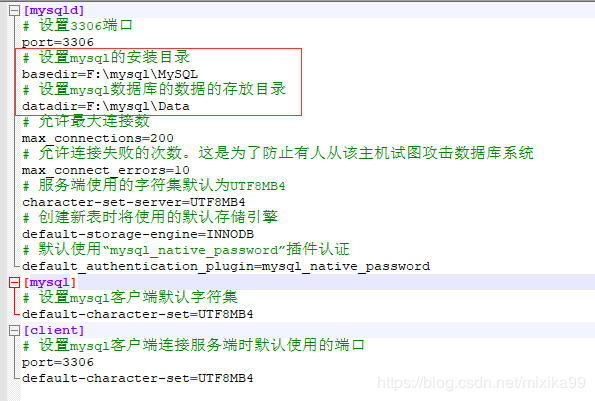 [mysqld]
# 设置3306端口
port=3306
# 设置mysql的安装目录
basedir=F:\mysql\MySQL
# 设置mysql数据库的数据的存放目录
datadir=F:\mysql\Data
# 允许最大连接数
max_connections=200
# 允许连接失败的次数。这是为了防止有人从该主机试图攻击数据库系统
max_connect_errors=10
# 服务端使用的字符集默认为UTF8MB4
character-set-server=UTF8MB4
# 创建新表时将使用的默认存储引擎
default-storage-engine=INNODB
# 默认使用“mysql_native_password”插件认证
default_authentication_plugin=mysql_native_password
[mysql]
# 设置mysql客户端默认字符集
default-character-set=UTF8MB4
[client]
# 设置mysql客户端连接服务端时默认使用的端口
port=3306
default-character-set=UTF8MB4
https://blog.csdn.net/mixika99